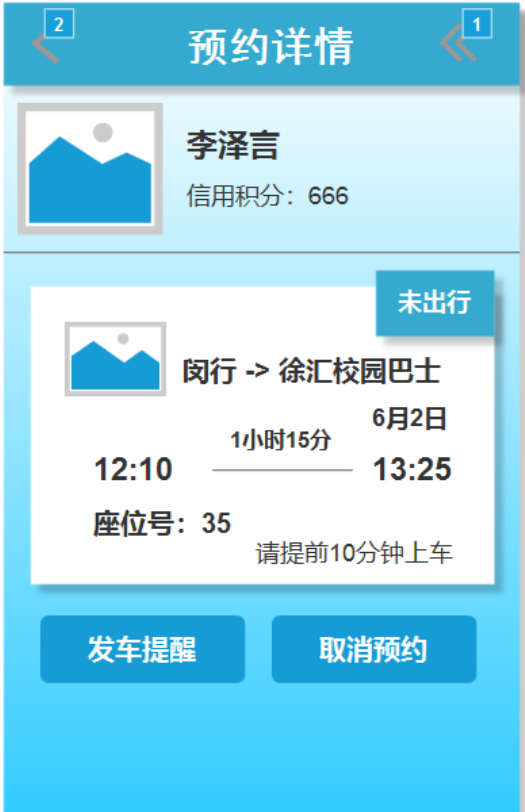 2
预约详情
1
李泽言
信用积分：666
未出行
闵行 -> 徐汇校园巴士
6月2日
1小时15分
12:10
13:25
座位号：35
请提前10分钟上车
发车提醒
取消预约